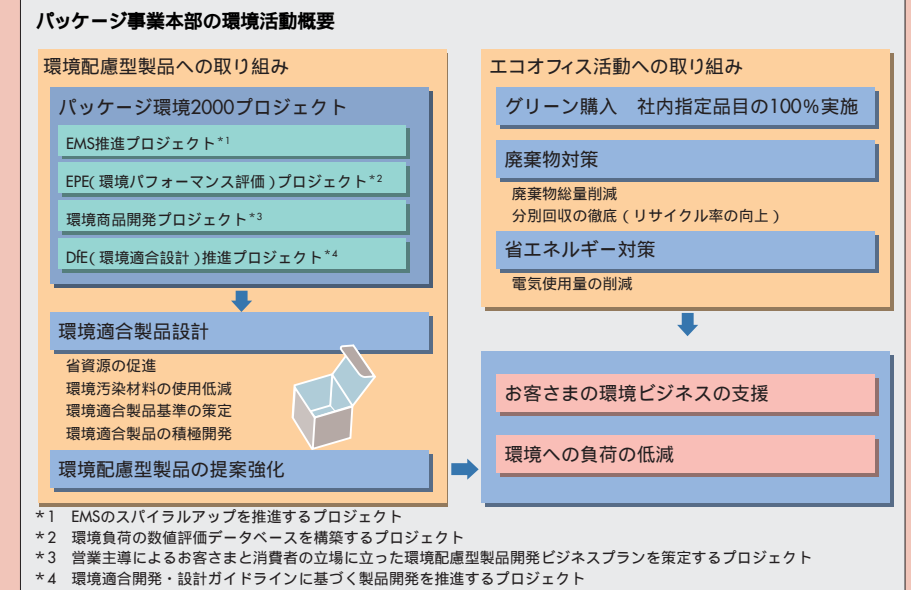 パッケージ事業本部の環境活動概要
環境配慮型製品への取り組み
パッケージ環境2000プロジェクト
EMS推進プロジェクト*1
EPE(環境パフォーマンス評価)プロジェクト*2
環境商品開発プロジェクト*3
DfE(環境適合設計)推進プロジェクト*4
環境適合製品設計
省資源の促進
環境汚染材料の使用低減
環境適合製品基準の策定
環境適合製品の積極開発
環境配慮型製品の提案強化
エコオフィス活動への取り組み
グリーン購入　社内指定品目の100%実施
廃棄物対策
廃棄物総量削減
分別回収の徹底(リサイクル率の向上)
省エネルギー対策
電気使用量の削減
お客さまの環境ビジネスの支援
環境への負荷の低減
*1　EMSのスパイラルアップを推進するプロジェクト
*2　環境負荷の数値評価データベースを構築するプロジェクト
*3　営業主導によるお客さまと消費者の立場に立った環境配慮型製品開発ビジネスプランを策定するプロジェクト
*4　環境適合開発・設計ガイドラインに基づく製品開発を推進するプロジェクト